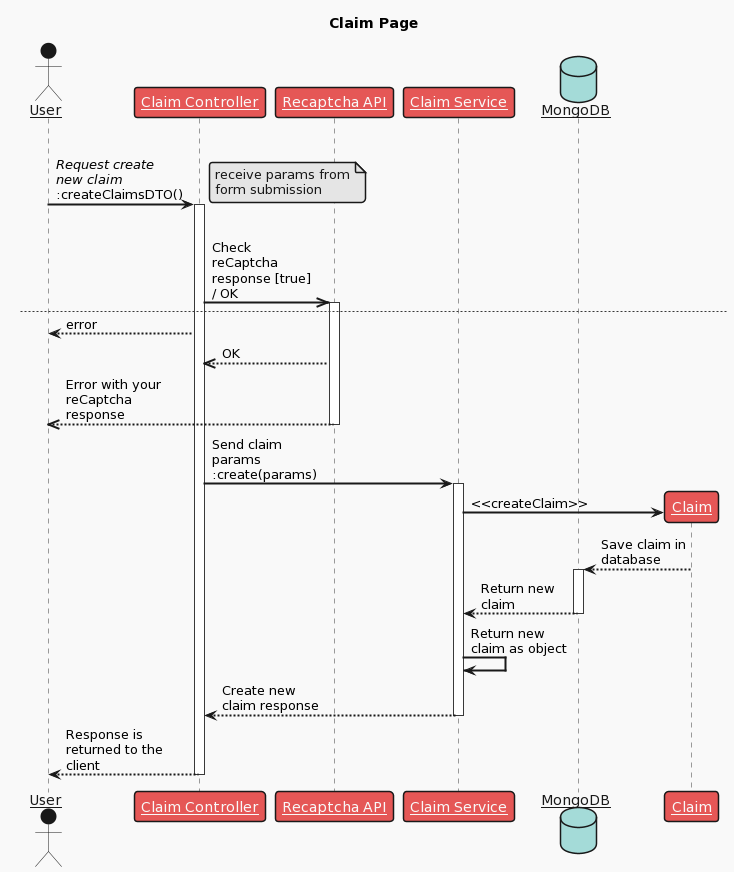 Claim Page
User
Claim Controller
Recaptcha API
Claim Service
MongoDB
Request create
new claim
:createClaimsDTO()
receive params from
form submission
Check
reCaptcha
response [true]
/ OK
error
OK
Error with your
reCaptcha
response
Send claim
params
:create(params)
<<createClaim>>
Claim
Save claim in
database
Return new
claim
Return new
claim as object
Create new
claim response
Response is
returned to the
client
User
Claim Controller
Recaptcha API
Claim Service
MongoDB
Claim